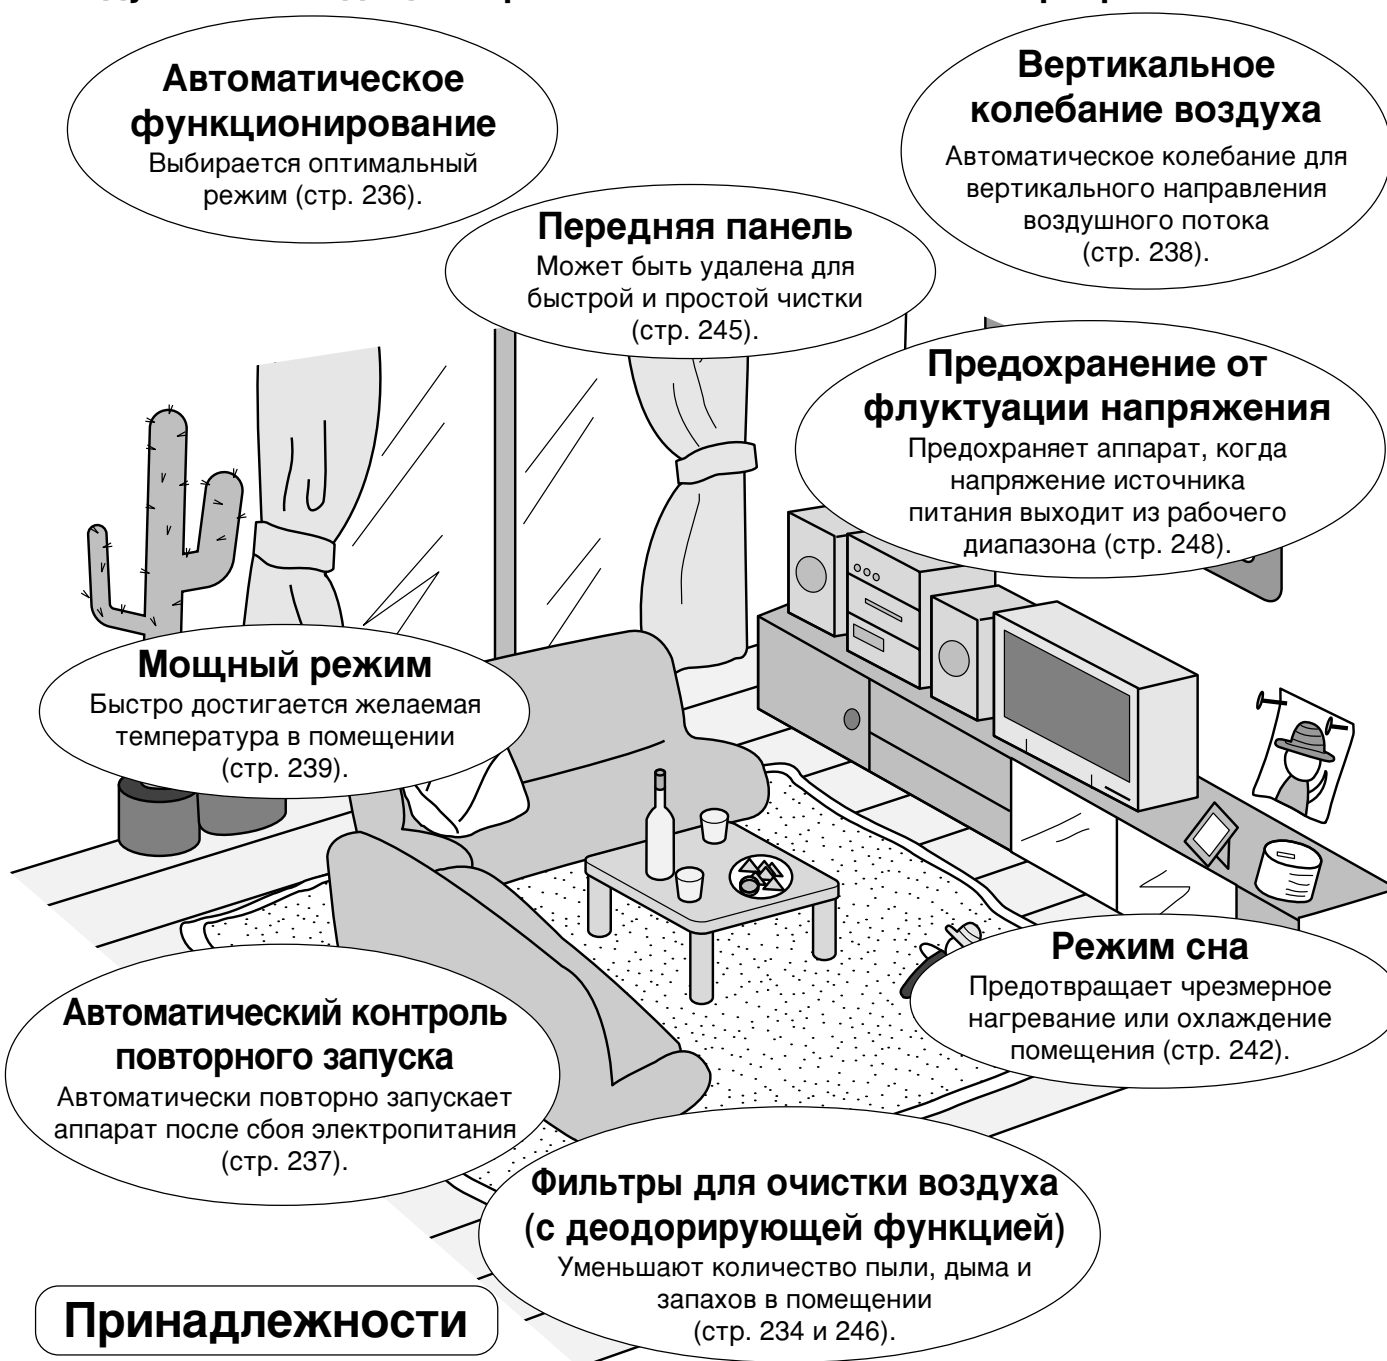 Автоматическое
функционирование
Выбирается оптимальный
режим (стр. 236).
Вертикальное
колебание воздуха
Автоматическое колебание для
вертикального направления
воздушного потока
(стр. 238).
Передняя панель
Может быть удалена для
быстрой и простой чистки
(стр. 245).
Предохранение от
флуктуации напряжения
Предохраняет аппарат, когда
напряжение источника
питания выходит из рабочего
диапазона (стр. 248).
Мощный режим
Быстро достигается желаемая
температура в помещении
(стр. 239).
Режим сна
Предотвращает чрезмерное
нагревание или охлаждение
помещения (стр. 242).
Автоматический контроль
повторного запуска
Автоматически повторно запускает
аппарат после сбоя электропитания
(стр. 237).
Фильтры для очистки воздуха
(с деодорирующей функцией)
Уменьшают количество пыли, дыма и
запахов в помещении
(стр. 234 и 246).
Принадлежности